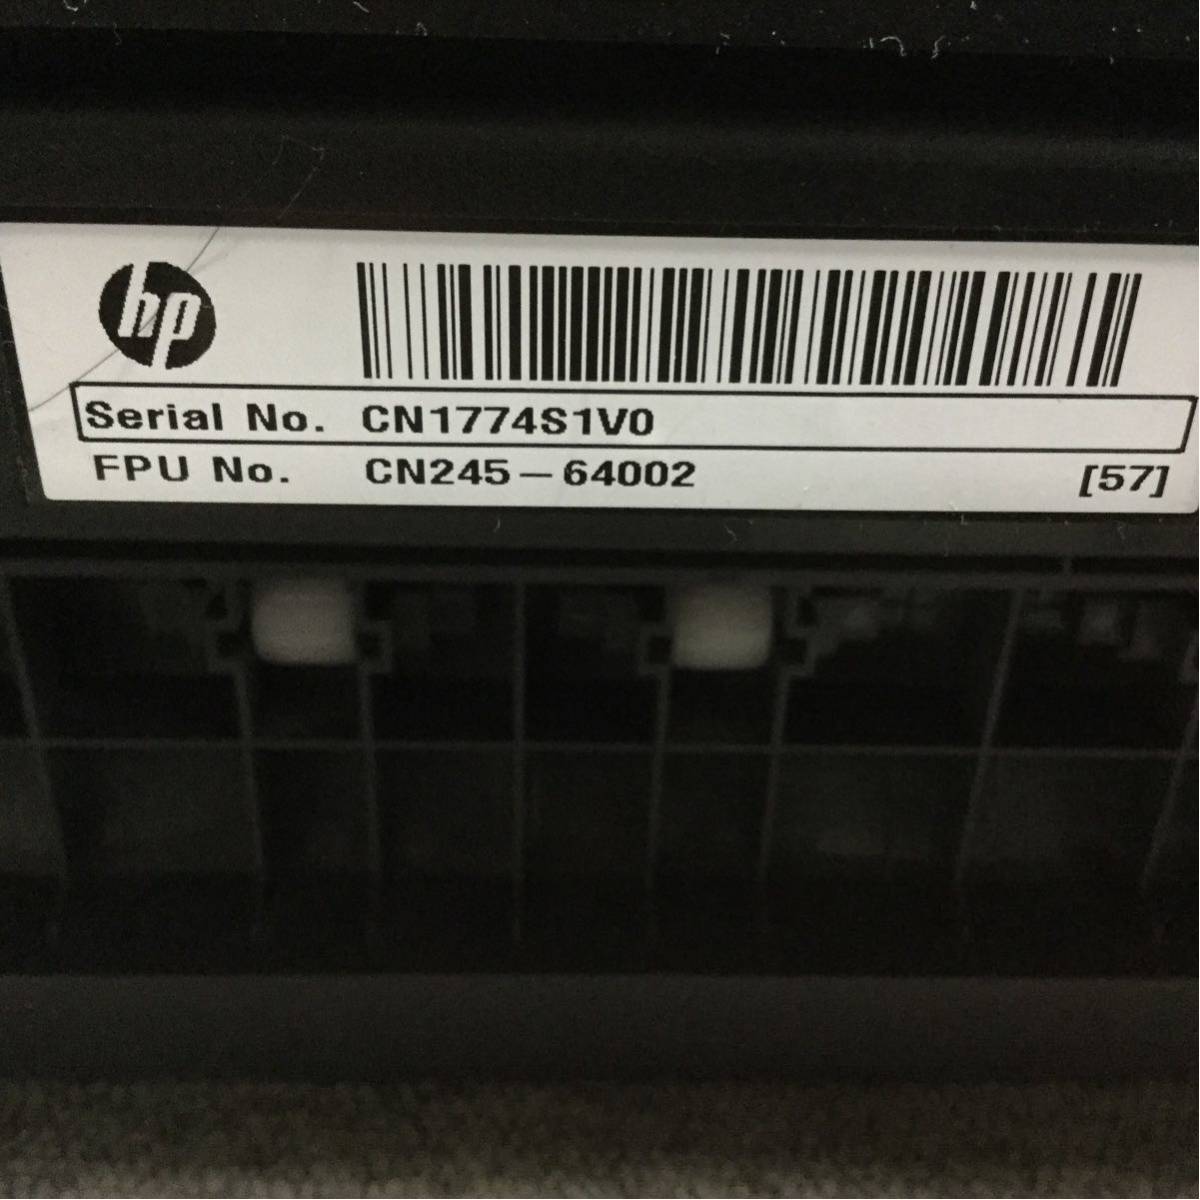 hp
Serial No. CN1774S1V0
FPU No. CN245-64002 [57]